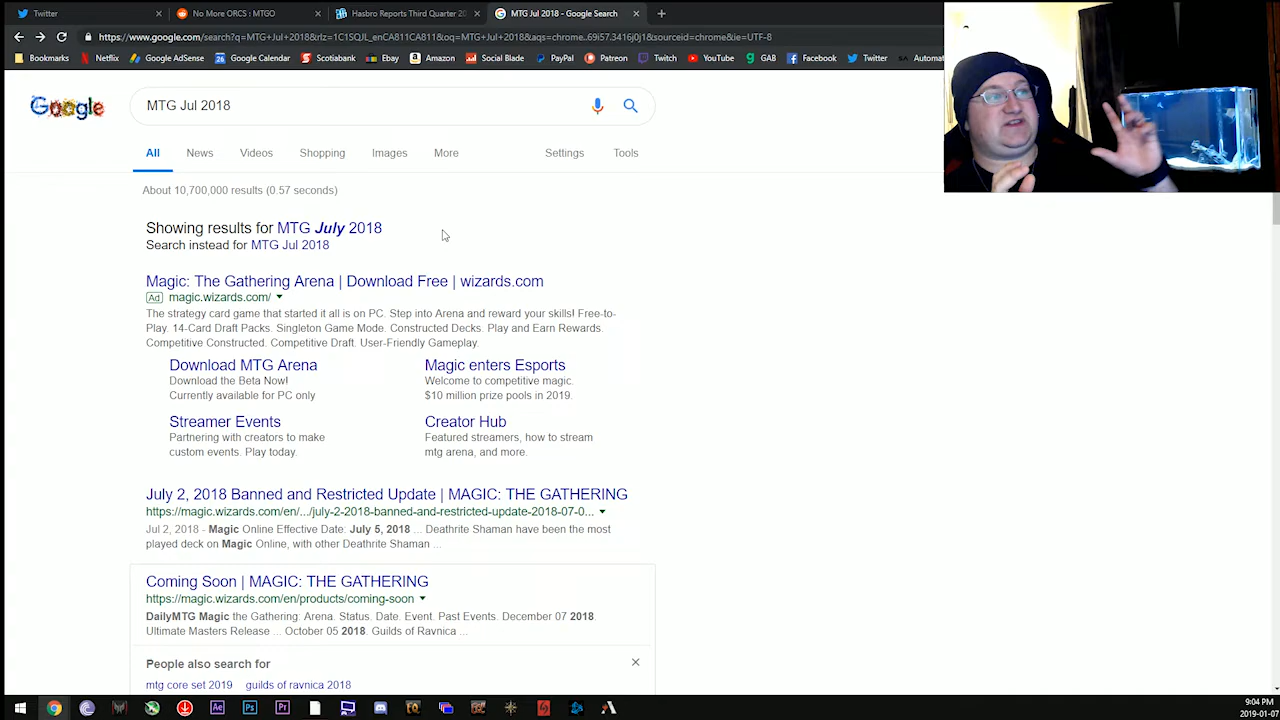 Twitter
No More ORCS : MTGO
Hasbro Reports Third Quarter 20
MTG Jul 2018 - Google Search
https://www.google.com/search?q=MTG+Jul+2018&rlz=1C1SQJL_enCA811CA811&oq=MTG+Jul+2018&aqs=chrome..69i57.3416j0j1&sourceid=chrome&ie=UTF-8
Bookmarks Netflix Google AdSense Google Calendar Scotiabank Ebay Amazon Social Blade PayPal Patreon Twitch YouTube GAB Facebook Twitter Automat
Google
MTG Jul 2018
All News Videos Shopping Images More Settings Tools
About 10,700,000 results (0.57 seconds)
Showing results for MTG July 2018
Search instead for MTG Jul 2018
Magic: The Gathering Arena | Download Free | wizards.com
Ad magic.wizards.com/
The strategy card game that started it all is on PC. Step into Arena and reward your skills! Free-to-
Play. 14-Card Draft Packs. Singleton Game Mode. Constructed Decks. Play and Earn Rewards.
Competitive Constructed. Competitive Draft. User-Friendly Gameplay.
Download MTG Arena
Download the Beta Now!
Currently available for PC only
Magic enters Esports
Welcome to competitive magic.
$10 million prize pools in 2019.
Streamer Events
Partnering with creators to make
custom events. Play today.
Creator Hub
Featured streamers, how to stream
mtg arena, and more.
July 2, 2018 Banned and Restricted Update | MAGIC: THE GATHERING
https://magic.wizards.com/en/.../july-2-2018-banned-and-restricted-update-2018-07-0...
Jul 2, 2018 - Magic Online Effective Date: July 5, 2018 ... Deathrite Shaman have been the most
played deck on Magic Online, with other Deathrite Shaman ...
Coming Soon | MAGIC: THE GATHERING
https://magic.wizards.com/en/products/coming-soon
DailyMTG Magic the Gathering: Arena. Status. Date. Event. Past Events. December 07 2018.
Ultimate Masters Release ... October 05 2018. Guilds of Ravnica ...
People also search for
mtg core set 2019 guilds of ravnica 2018
Ae Ps Pr
9:04 PM
2019-01-07